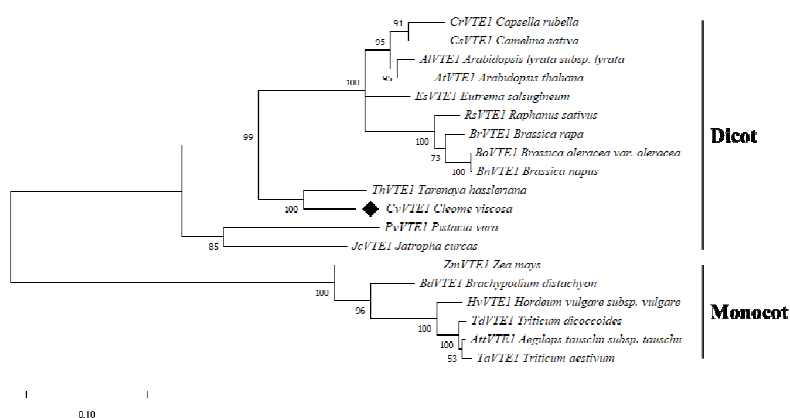 91 CrVTE1 Capsella rubella
95 CsVTE1 Camelina sativa
AlVTE1 Arabidopsis lyrata subsp. lyrata
95 AtVTE1 Arabidopsis thaliana
100
EsVTE1 Eutrema salsugineum
RsVTE1 Raphanus sativus
99 100 BrVTE1 Brassica rapa
Dicot
73 BoVTE1 Brassica oleracea var. oleracea
100 BnVTE1 Brassica napus
ThVTE1 Tarenaya hassleriana
100 CvVTE1 Cleome viscosa
PvVTE1 Pistacia vera
85 JcVTE1 Jatropha curcas
ZmVTE1 Zea mays
100 BdVTE1 Brachypodium distachyon
96 HvVTE1 Hordeum vulgare subsp. vulgare
Monocot
100 TdVTE1 Triticum dicoccoides
100 AttVTE1 Aegilops tauschii subsp. tauschii
53 TaVTE1 Triticum aestivum
0.10